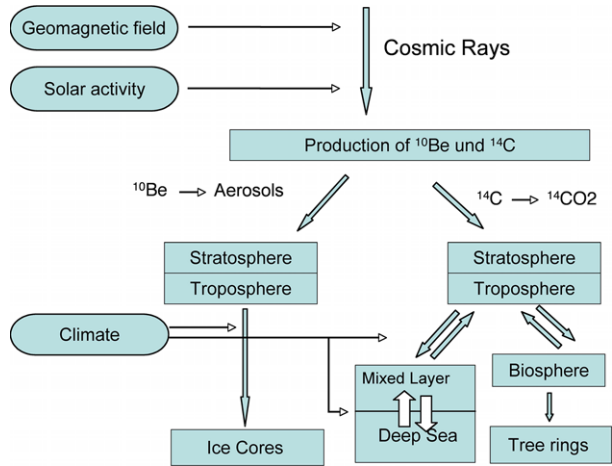 Geomagnetic field
Cosmic Rays
Solar activity
Production of ¹⁰Be und ¹⁴C
¹⁰Be → Aerosols
¹⁴C → ¹⁴CO2
Stratosphere
Troposphere
Stratosphere
Troposphere
Climate
Mixed Layer
Deep Sea
Biosphere
Ice Cores
Tree rings